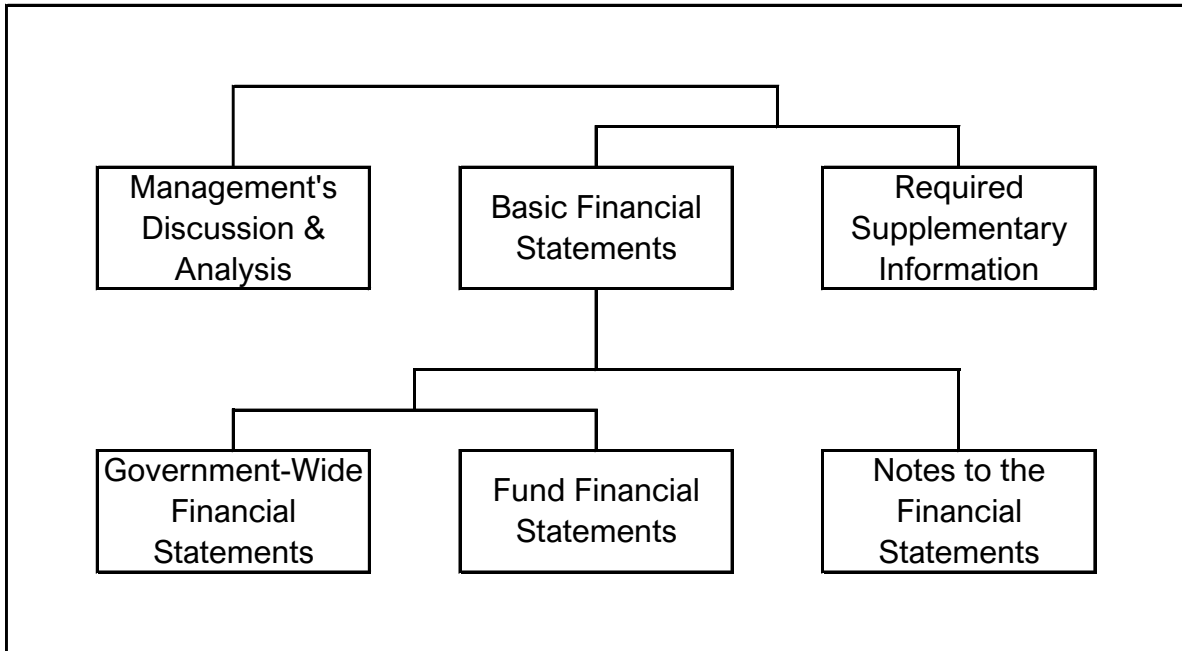 Management's
Discussion &
Analysis
Basic Financial
Statements
Required
Supplementary
Information
Government-Wide
Financial
Statements
Fund Financial
Statements
Notes to the
Financial
Statements